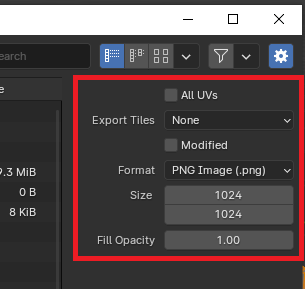 earch
e
All UVs
Export Tiles None
Modified
9.3 MiB
Format PNG Image (.png)
0 B
Size 1024
8 KiB
1024
Fill Opacity 1.00